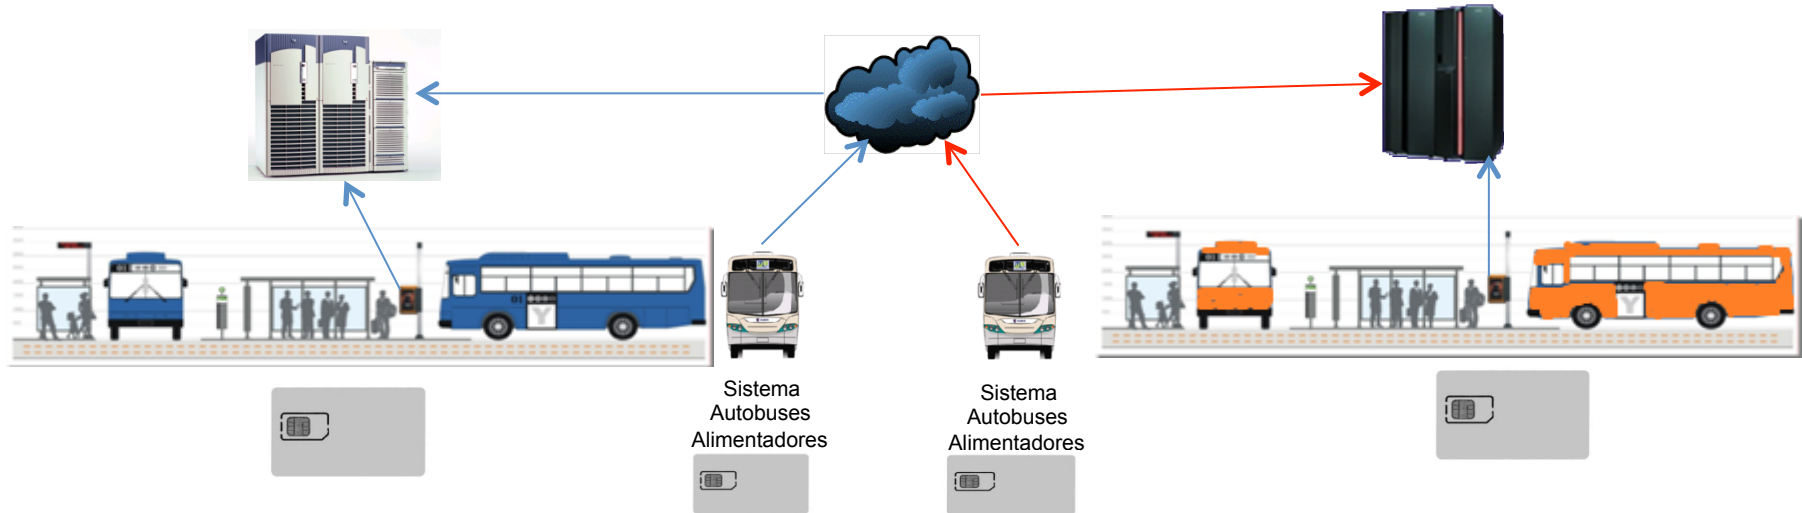 Sistema
Autobuses
Alimentadores
Sistema
Autobuses
Alimentadores